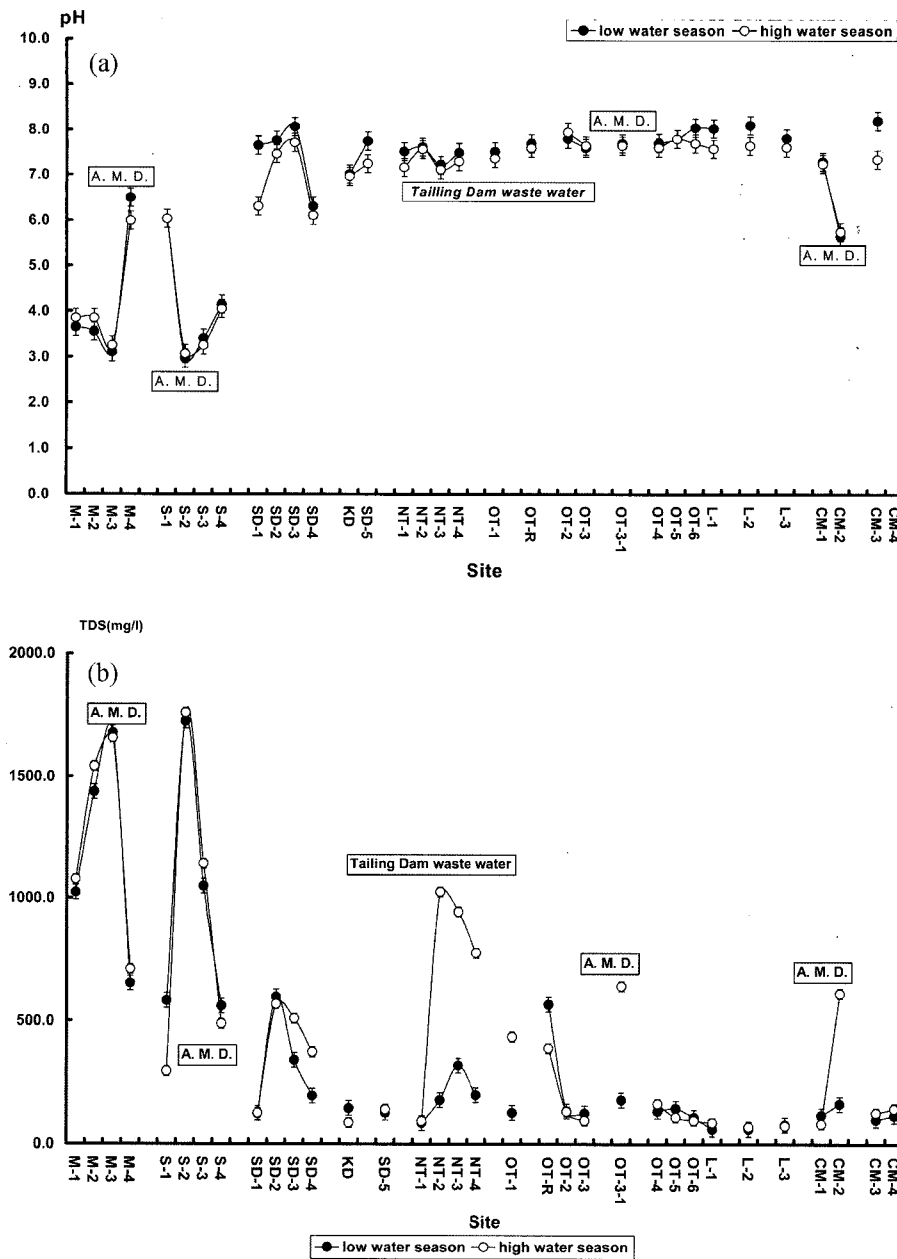 pH
low water season high water season
10.0
(a)
9.0
8.0
7.0
6.0
5.0
4.0
3.0
2.0
1.0
0.0
A. M. D.
A. M. D.
A. M. D.
Tailling Dam waste water
A. M. D.
M-1 M-2 M-3 M-4 S-1 S-2 S-3 S-4 SD-1 SD-2 SD-3 SD-4 KD SD-5 NT-1 NT-2 NT-3 NT-4 OT-1 OT-R OT-2 OT-3 OT-3-1 OT-4 OT-5 OT-6 L-1 L-2 L-3 CM-1 CM-2 CM-3 CM-4
Site
TDS(mg/l)
2000.0
(b)
1500.0
1000.0
500.0
0.0
A. M. D.
Tailing Dam waste water
A. M. D.
A. M. D.
A. M. D.
M-1 M-2 M-3 M-4 S-1 S-2 S-3 S-4 SD-1 SD-2 SD-3 SD-4 KD SD-5 NT-1 NT-2 NT-3 NT-4 OT-1 OT-R OT-2 OT-3 OT-3-1 OT-4 OT-5 OT-6 L-1 L-2 L-3 CM-1 CM-2 CM-3 CM-4
Site
low water season high water season